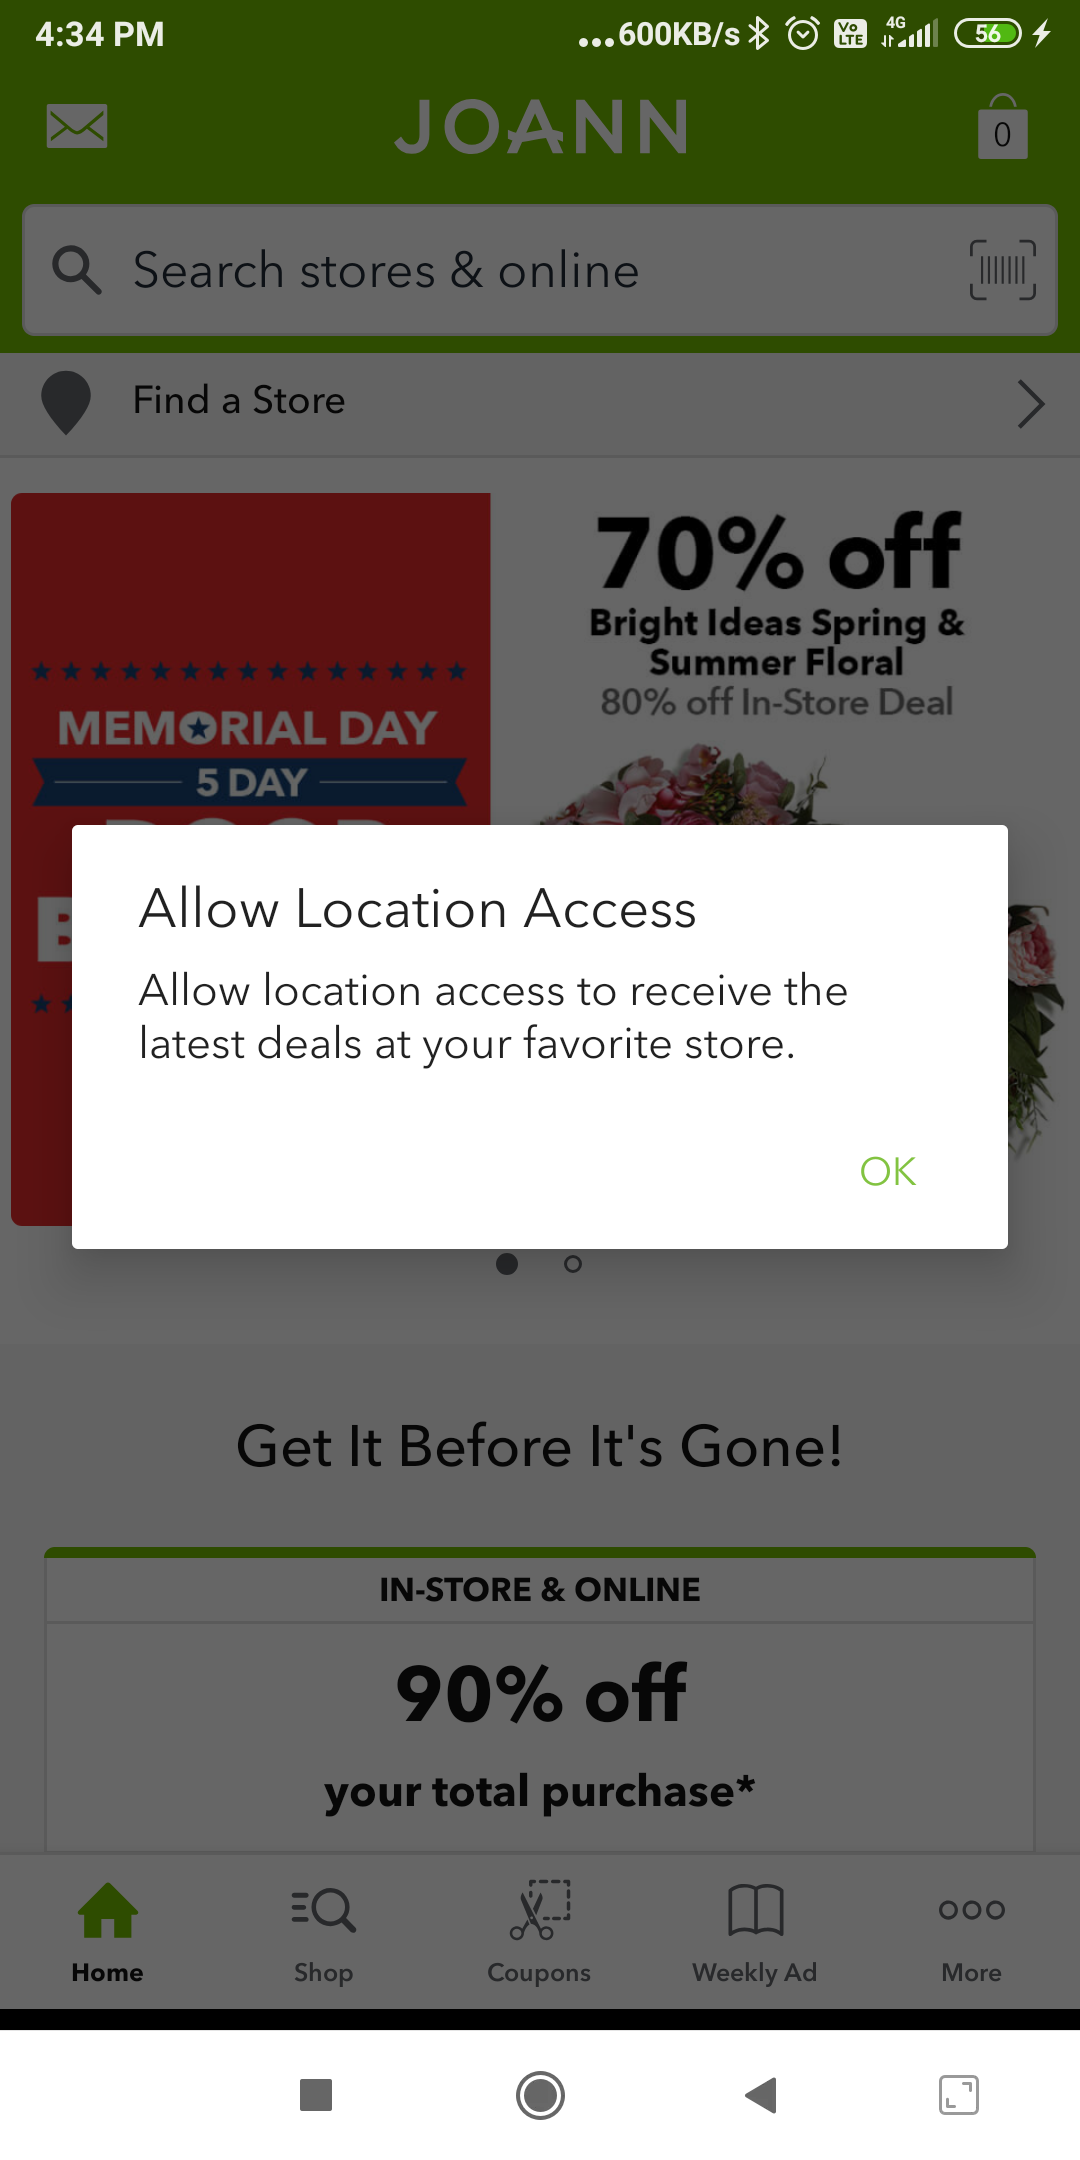 4:34 PM
...600KB/s
Vo
LTE
4G
56
JOANN
0
Search stores & online
Find a Store
70% off
Bright Ideas Spring &
Summer Floral
80% off In-Store Deal
MEMORIAL DAY
5 DAY
Allow Location Access
Allow location access to receive the
latest deals at your favorite store.
OK
Get It Before It's Gone!
IN-STORE & ONLINE
90% off
your total purchase*
Home
Shop
Coupons
Weekly Ad
More